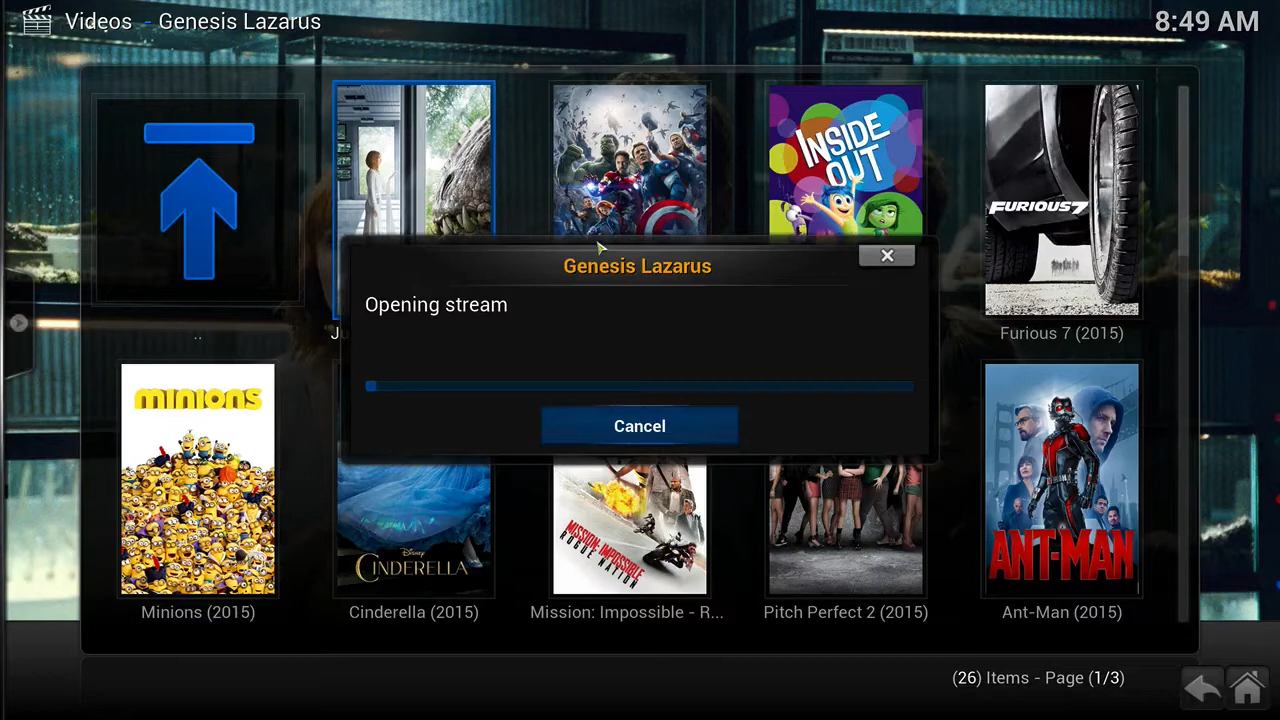 Videos - Genesis Lazarus
8:49 AM
INSIDE
OUT
FURIOUS 7
Genesis Lazarus
Opening stream
Cancel
..
Furious 7 (2015)
minions
Disney
CINDERELLA
MISSION: IMPOSSIBLE
ROGUE NATION
ANT-MAN
Minions (2015)
Cinderella (2015)
Mission: Impossible - R...
Pitch Perfect 2 (2015)
Ant-Man (2015)
(26) Items - Page (1/3)